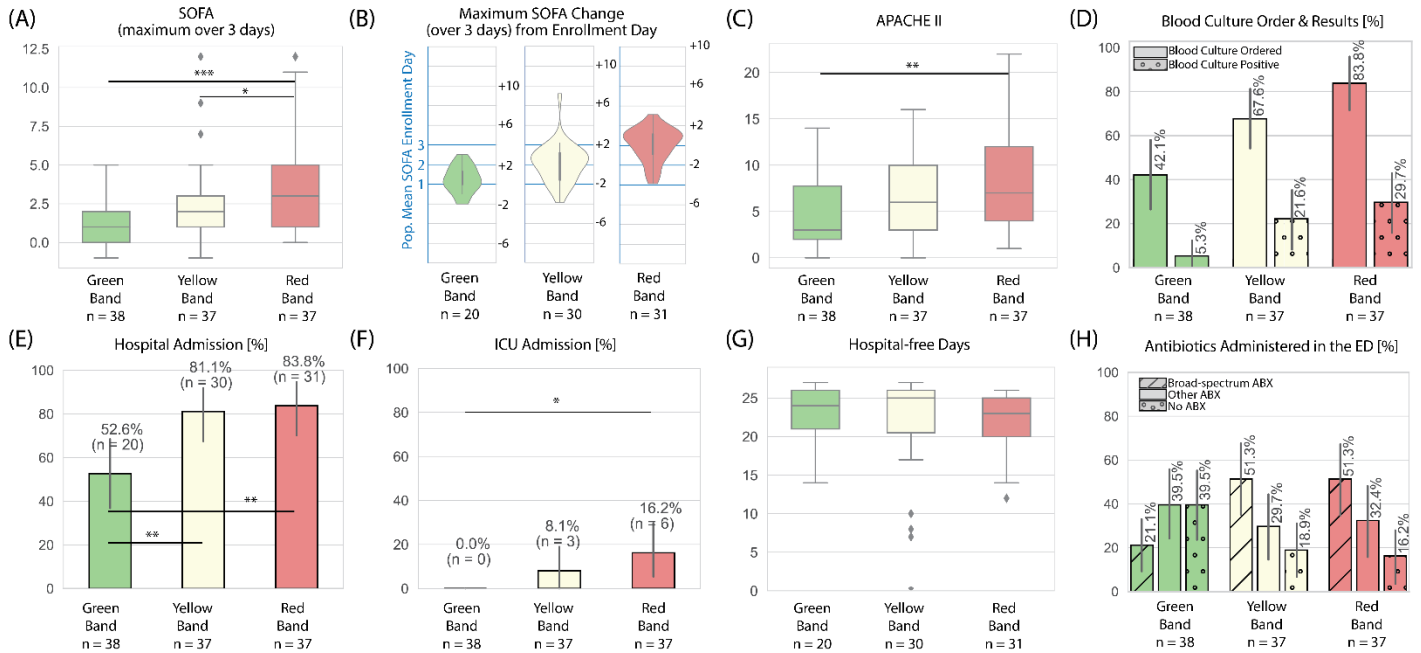 (A)
SOFA
(maximum over 3 days)
12.5
10.0
7.5
5.0
2.5
0.0
***
*
Green
Band
n = 38
Yellow
Band
n = 37
Red
Band
n = 37
(B)
Maximum SOFA Change
(over 3 days) from Enrollment Day
Pop. Mean SOFA Enrollment Day
3
2
1
+10
+6
+2
-2
-6
+10
+6
+2
-2
-6
+10
+6
+2
-2
-6
Green
Band
n = 20
Yellow
Band
n = 30
Red
Band
n = 31
(C)
APACHE II
20
15
10
5
0
**
Green
Band
n = 38
Yellow
Band
n = 37
Red
Band
n = 37
(D)
Blood Culture Order & Results [%]
Blood Culture Ordered
Blood Culture Positive
100
80
60
40
20
0
42.1%
5.3%
67.6%
21.6%
83.8%
29.7%
Green
Band
n = 38
Yellow
Band
n = 37
Red
Band
n = 37
(E)
Hospital Admission [%]
100
80
60
40
20
0
52.6%
(n = 20)
81.1%
(n = 30)
83.8%
(n = 31)
**
**
Green
Band
n = 38
Yellow
Band
n = 37
Red
Band
n = 37
(F)
ICU Admission [%]
100
80
60
40
20
0
*
0.0%
(n = 0)
8.1%
(n = 3)
16.2%
(n = 6)
Green
Band
n = 38
Yellow
Band
n = 37
Red
Band
n = 37
(G)
Hospital-free Days
25
20
15
10
5
0
Green
Band
n = 20
Yellow
Band
n = 30
Red
Band
n = 31
(H)
Antibiotics Administered in the ED [%]
Broad-spectrum ABX
Other ABX
No ABX
100
80
60
40
20
0
21.1%
39.5%
39.5%
51.3%
29.7%
18.9%
51.3%
32.4%
16.2%
Green
Band
n = 38
Yellow
Band
n = 37
Red
Band
n = 37